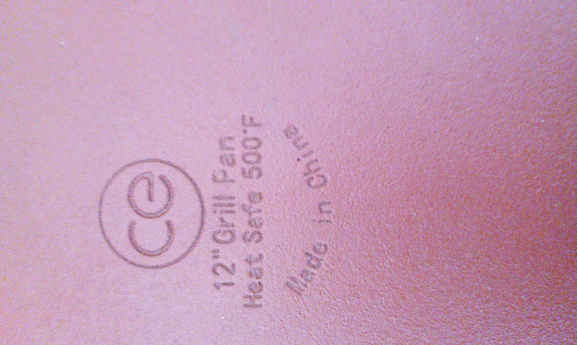 ce
12" Grill Pan
Heat Safe 500°F
Made in China